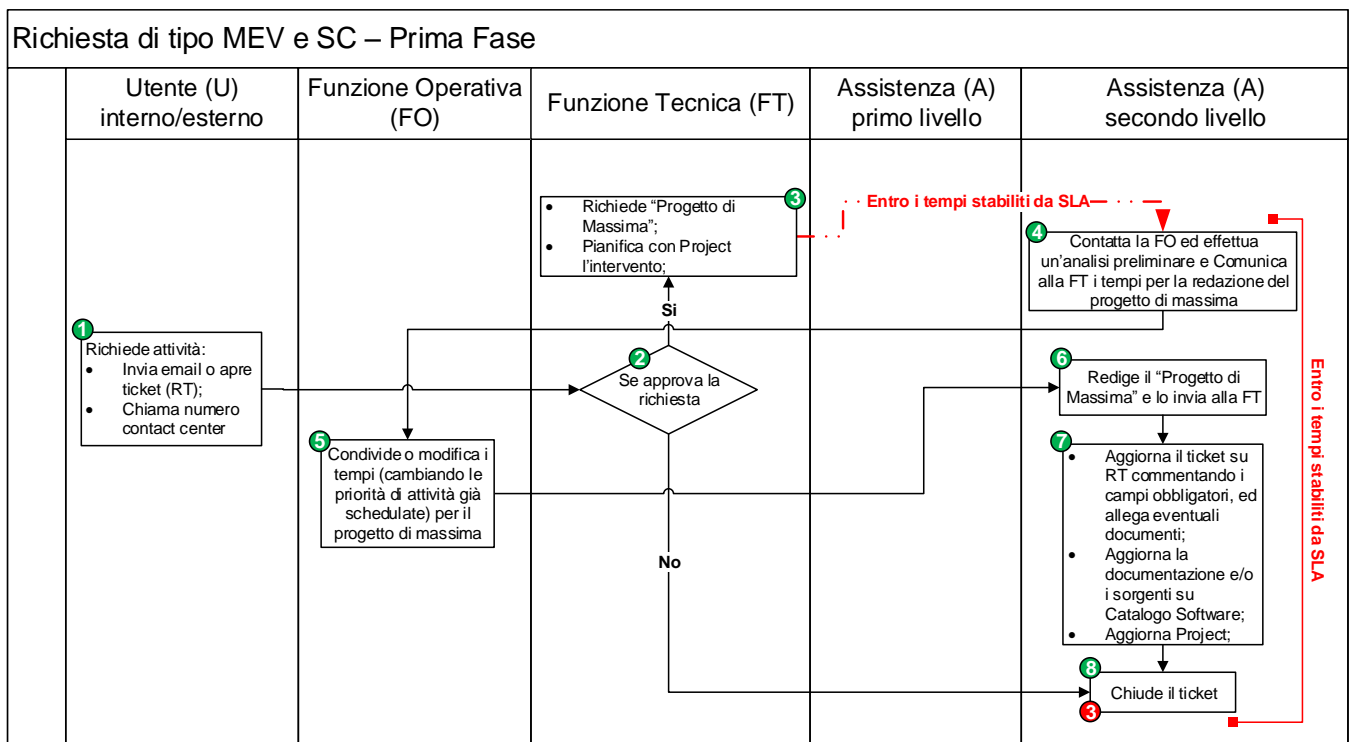 Richiesta di tipo MEV e SC – Prima Fase
Utente (U)
interno/esterno
Funzione Operativa
(FO)
Funzione Tecnica (FT)
Assistenza (A)
primo livello
Assistenza (A)
secondo livello
3
• Richiede “Progetto di
Massima”;
• Pianifica con Project
l’intervento;
Entro i tempi stabiliti da SLA
4
Contatta la FO ed effettua
un’analisi preliminare e Comunica
alla FT i tempi per la redazione del
progetto di massima
Si
1
Richiede attività:
• Invia email o apre
ticket (RT);
• Chiama numero
contact center
2
Se approva la
richiesta
6
Redige il “Progetto di
Massima” e lo invia alla FT
Entro i tempi stabiliti da SLA
5
Condivide o modifica i
tempi (cambiando le
priorità di attività già
schedulate) per il
progetto di massima
7
• Aggiorna il ticket su
RT commentando i
campi obbligatori, ed
allega eventuali
documenti;
• Aggiorna la
documentazione e/o
i sorgenti su
Catalogo Software;
• Aggiorna Project;
No
8
Chiude il ticket
3